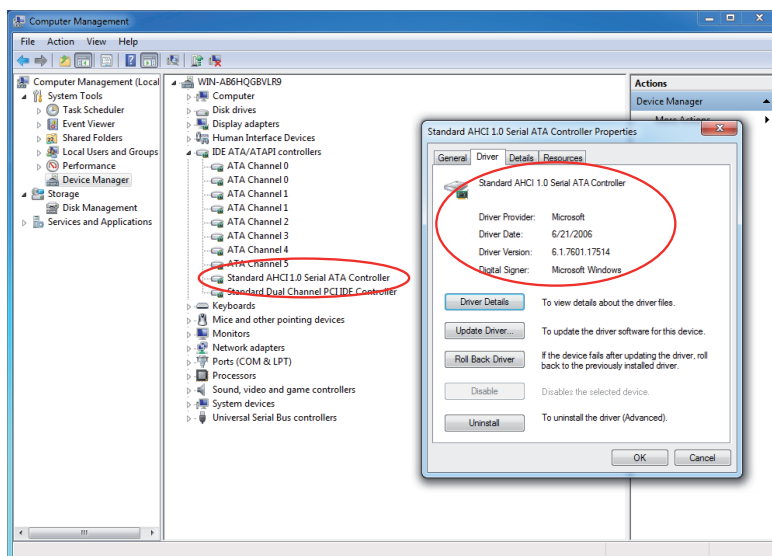 Computer Management
File Action View Help
Computer Management (Local
System Tools
Task Scheduler
Event Viewer
Shared Folders
Local Users and Groups
Performance
Device Manager
Storage
Disk Management
Services and Applications
WIN-AB6HQGBVLR9
Computer
Disk drives
Display adapters
Human Interface Devices
IDE ATA/ATAPI controllers
ATA Channel 0
ATA Channel 0
ATA Channel 1
ATA Channel 1
ATA Channel 2
ATA Channel 3
ATA Channel 4
ATA Channel 5
Standard AHCI 1.0 Serial ATA Controller
Standard Dual Channel PCI IDE Controller
Keyboards
Mice and other pointing devices
Monitors
Network adapters
Ports (COM & LPT)
Processors
Sound, video and game controllers
System devices
Universal Serial Bus controllers
Actions
Device Manager
More Actions
Standard AHCI 1.0 Serial ATA Controller Properties
General Driver Details Resources
Standard AHCI 1.0 Serial ATA Controller
Driver Provider: Microsoft
Driver Date: 6/21/2006
Driver Version: 6.1.7601.17514
Digital Signer: Microsoft Windows
Driver Details To view details about the driver files.
Update Driver... To update the driver software for this device.
Roll Back Driver If the device fails after updating the driver, roll
back to the previously installed driver.
Disable Disables the selected device.
Uninstall To uninstall the driver (Advanced).
OK Cancel